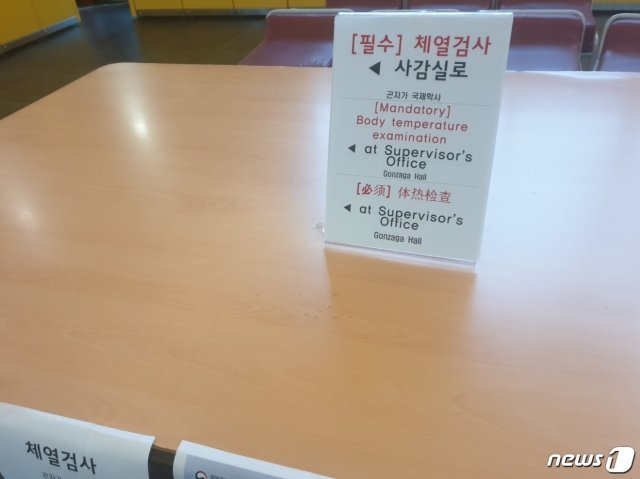 [필수] 체열검사
◀ 사감실로
곤자가 국제학사
[Mandatory]
Body temperature
examination
◀ at Supervisor's
Office
Gonzaga Hall
[必须] 体热检查
◀ at Supervisor's
Office
Gonzaga Hall
체열검사
news1